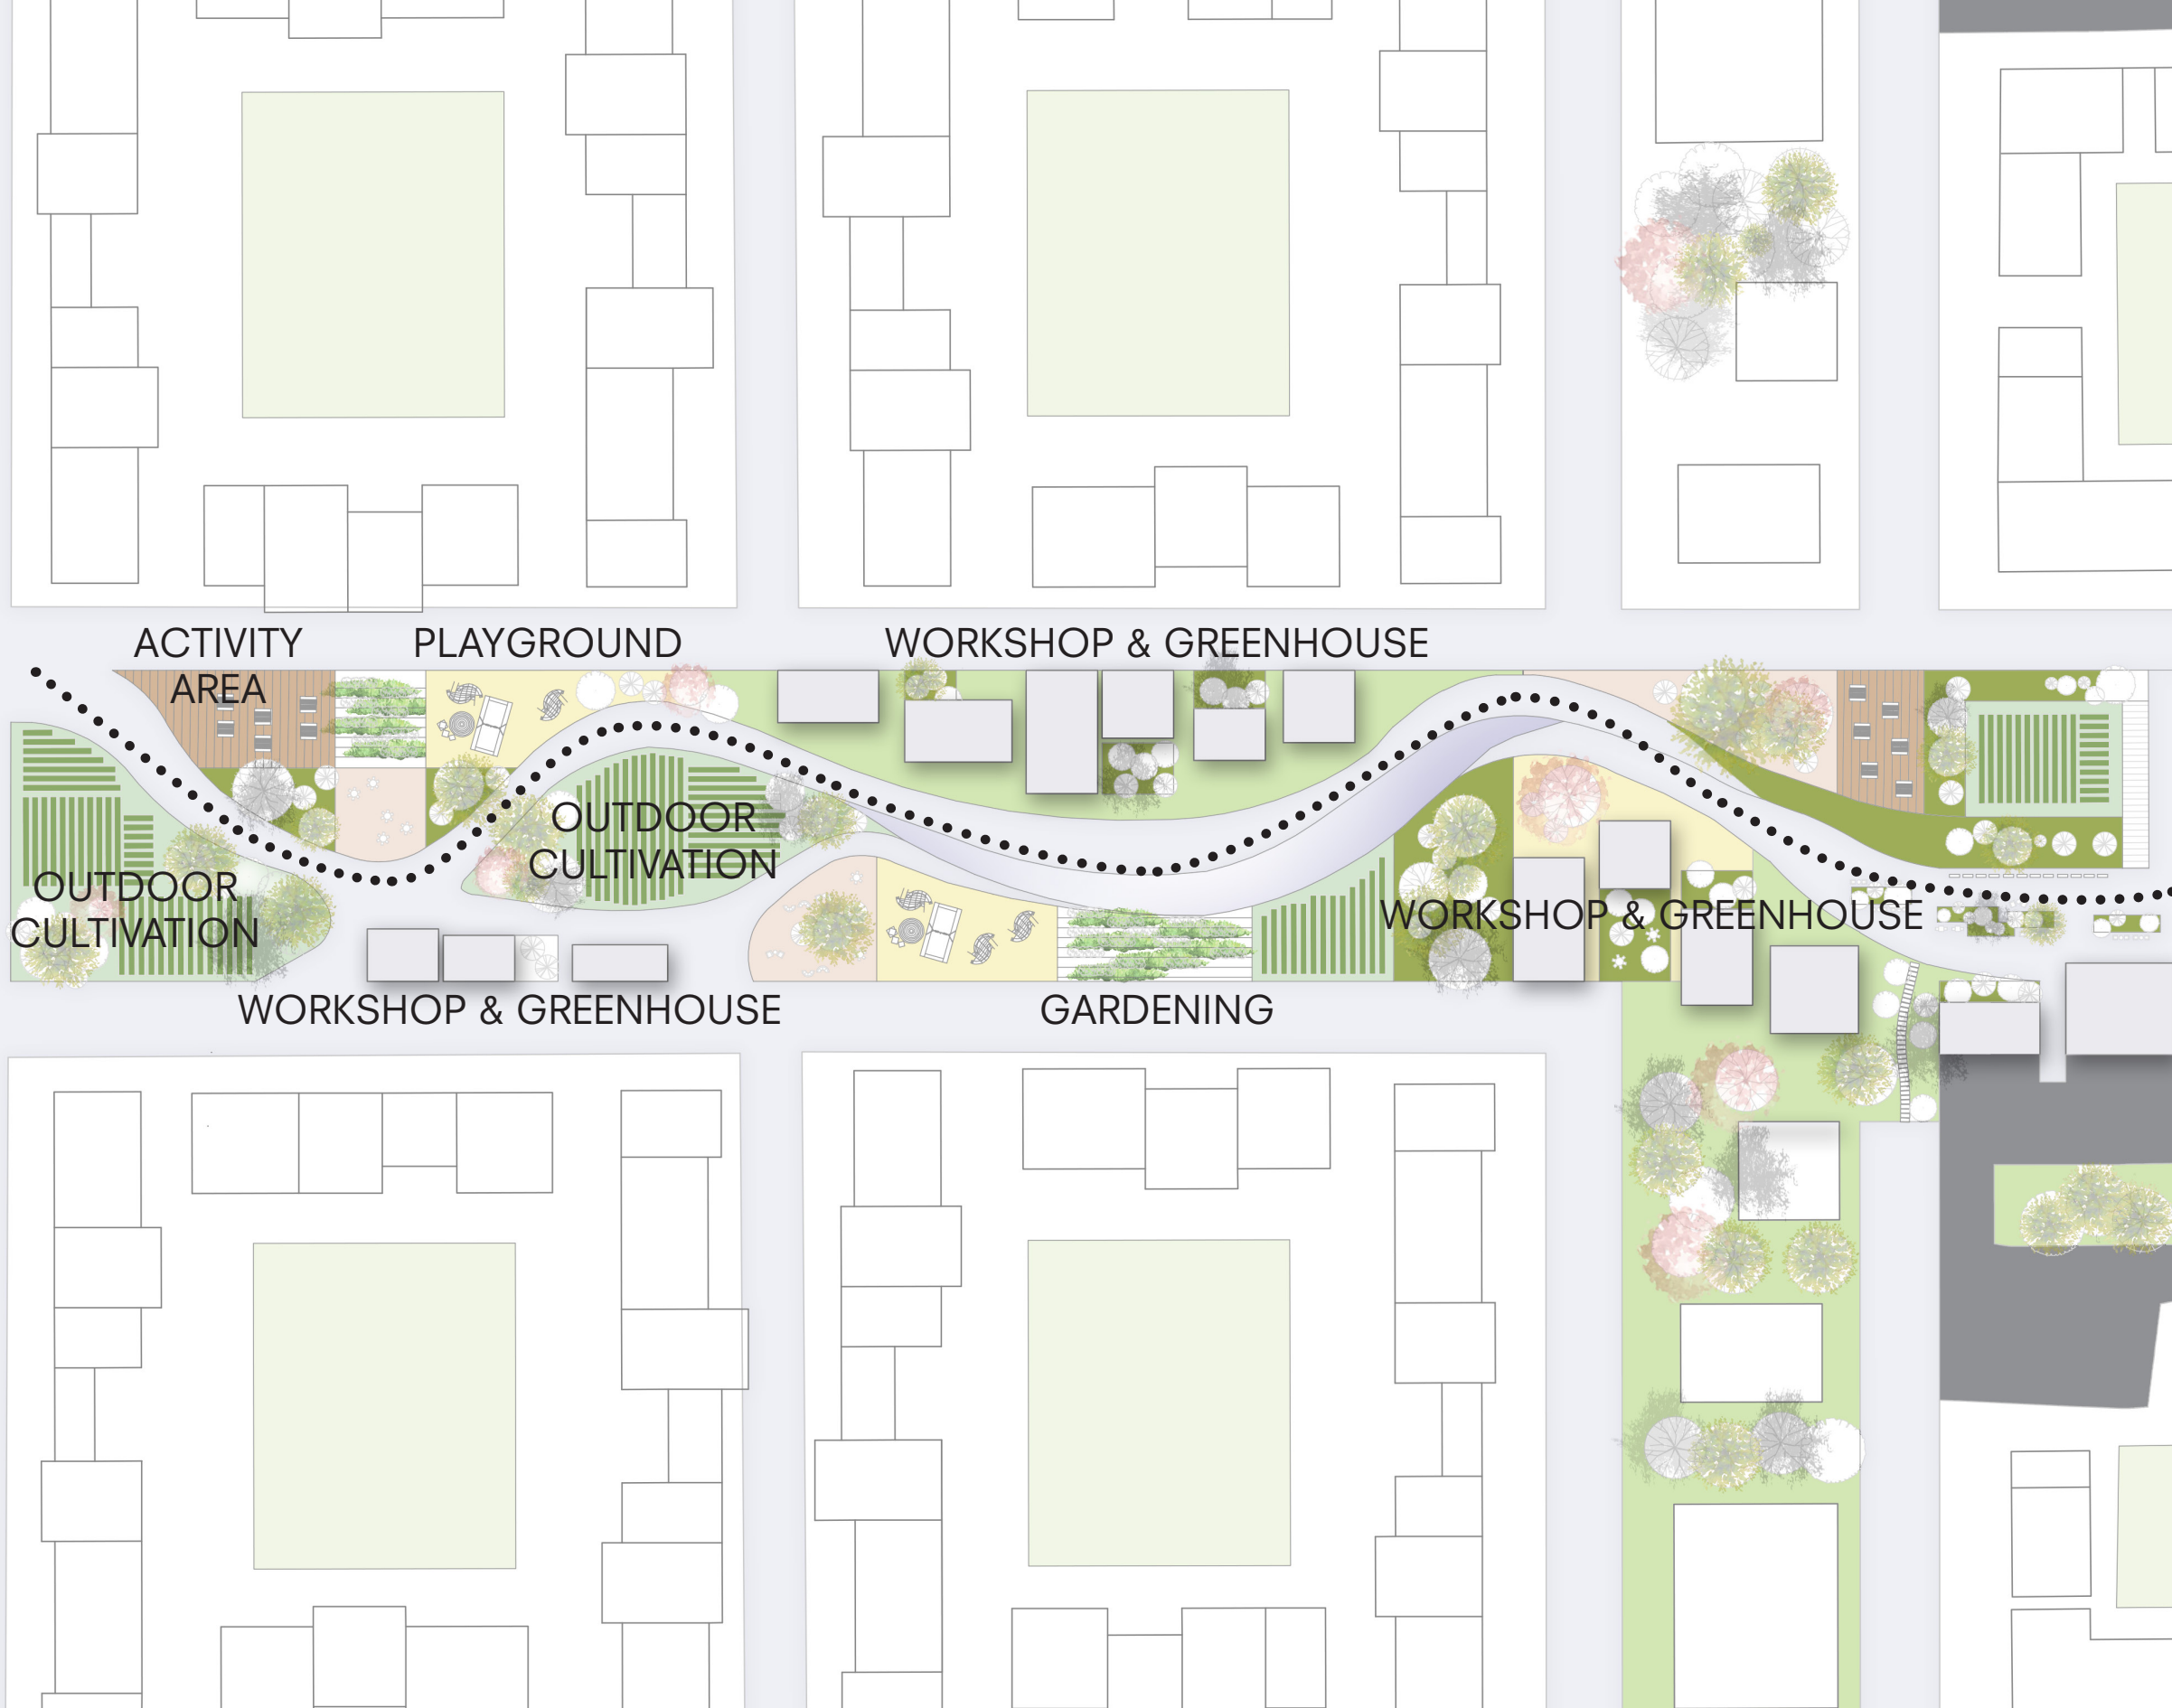 ACTIVITY
AREA
PLAYGROUND
WORKSHOP & GREENHOUSE
OUTDOOR
CULTIVATION
OUTDOOR
CULTIVATION
WORKSHOP & GREENHOUSE
WORKSHOP & GREENHOUSE
GARDENING